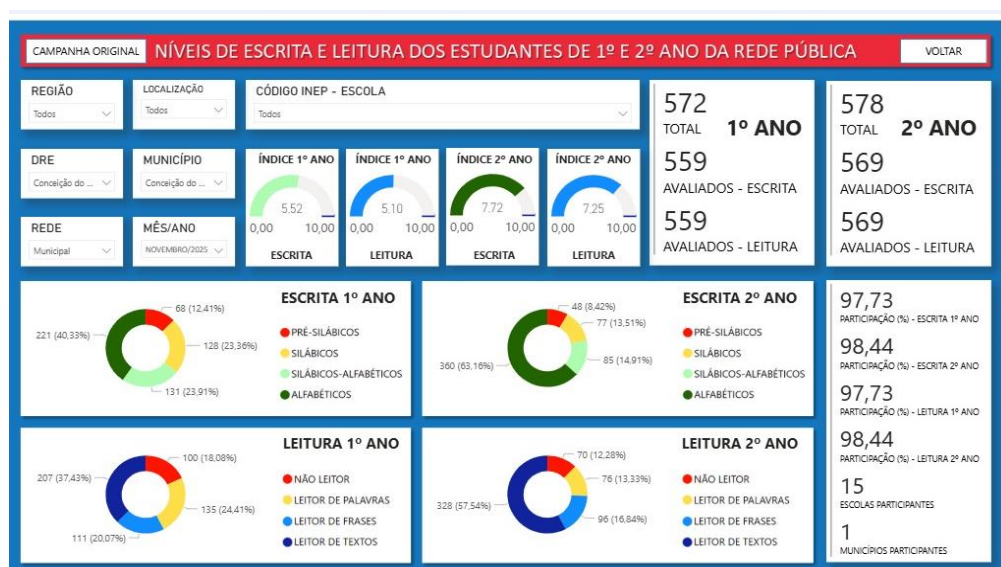 CAMPANHA ORIGINAL
NÍVEIS DE ESCRITA E LEITURA DOS ESTUDANTES DE 1º E 2º ANO DA REDE PÚBLICA
VOLTAR
REGIÃO
Todos
LOCALIZAÇÃO
Todos
CÓDIGO INEP - ESCOLA
Todos
DRE
Conceição do ...
MUNICÍPIO
Conceição do ...
REDE
Municipal
MÊS/ANO
NOVEMBRO/2025
ÍNDICE 1º ANO
5.52
0,00 10,00
ESCRITA
ÍNDICE 1º ANO
5.10
0,00 10,00
LEITURA
ÍNDICE 2º ANO
7.72
0,00 10,00
ESCRITA
ÍNDICE 2º ANO
7.25
0,00 10,00
LEITURA
572
TOTAL 1º ANO
559
AVALIADOS - ESCRITA
559
AVALIADOS - LEITURA
578
TOTAL 2º ANO
569
AVALIADOS - ESCRITA
569
AVALIADOS - LEITURA
ESCRITA 1º ANO
68 (12,41%)
128 (23,36%)
131 (23,91%)
221 (40,33%)
PRÉ-SILÁBICOS
SILÁBICOS
SILÁBICOS-ALFABÉTICOS
ALFABÉTICOS
ESCRITA 2º ANO
48 (8,42%)
77 (13,51%)
85 (14,91%)
360 (63,16%)
PRÉ-SILÁBICOS
SILÁBICOS
SILÁBICOS-ALFABÉTICOS
ALFABÉTICOS
LEITURA 1º ANO
100 (18,08%)
135 (24,41%)
111 (20,07%)
207 (37,43%)
NÃO LEITOR
LEITOR DE PALAVRAS
LEITOR DE FRASES
LEITOR DE TEXTOS
LEITURA 2º ANO
70 (12,28%)
76 (13,33%)
96 (16,84%)
328 (57,54%)
NÃO LEITOR
LEITOR DE PALAVRAS
LEITOR DE FRASES
LEITOR DE TEXTOS
97,73
PARTICIPAÇÃO (%) - ESCRITA 1º ANO
98,44
PARTICIPAÇÃO (%) - ESCRITA 2º ANO
97,73
PARTICIPAÇÃO (%) - LEITURA 1º ANO
98,44
PARTICIPAÇÃO (%) - LEITURA 2º ANO
15
ESCOLAS PARTICIPANTES
1
MUNICÍPIOS PARTICIPANTES